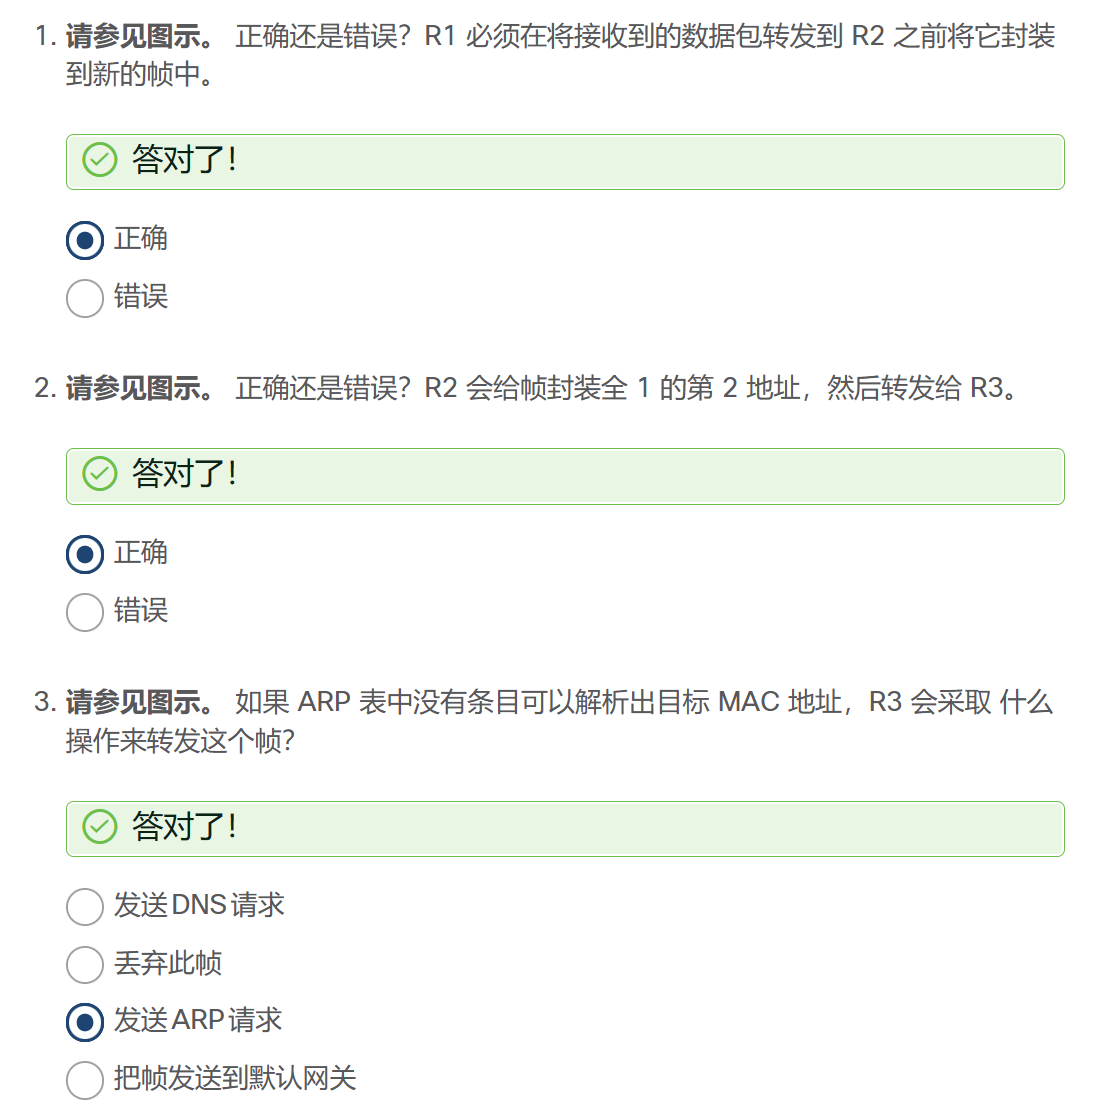 1. 请参见图示。 正确还是错误？R1 必须在将接收到的数据包转发到 R2 之前将它封装
到新的帧中。
答对了！
正确
错误
2. 请参见图示。 正确还是错误？R2 会给帧封装全 1 的第 2 地址，然后转发给 R3。
答对了！
正确
错误
3. 请参见图示。 如果 ARP 表中没有条目可以解析出目标 MAC 地址，R3 会采取 什么
操作来转发这个帧？
答对了！
发送DNS请求
丢弃此帧
发送ARP请求
把帧发送到默认网关